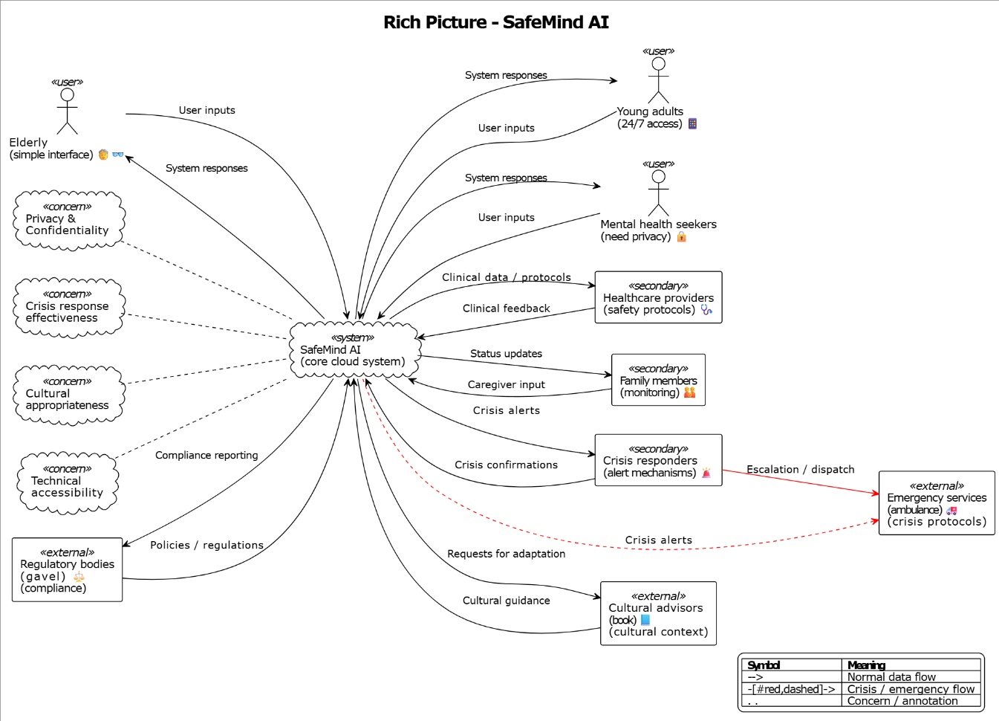 Rich Picture - SafeMind AI
«user»
Elderly
(simple interface)
User inputs
System responses
«user»
Young adults
(24/7 access)
System responses
User inputs
«user»
Mental health seekers
(need privacy)
System responses
User inputs
«concern»
Privacy &
Confidentiality
«concern»
Crisis response
effectiveness
«concern»
Cultural
appropriateness
«concern»
Technical
accessibility
«system»
SafeMind AI
(core cloud system)
Clinical data / protocols
Clinical feedback
«secondary»
Healthcare providers
(safety protocols)
Status updates
Caregiver input
«secondary»
Family members
(monitoring)
Crisis alerts
Crisis confirmations
«secondary»
Crisis responders
(alert mechanisms)
Escalation / dispatch
«external»
Emergency services
(ambulance)
(crisis protocols)
Crisis alerts
Compliance reporting
Policies / regulations
«external»
Regulatory bodies
(gavel)
(compliance)
Requests for adaptation
Cultural guidance
«external»
Cultural advisors
(book)
(cultural context)
Symbol Meaning
--> Normal data flow
-[#red,dashed]-> Crisis / emergency flow
. . Concern / annotation